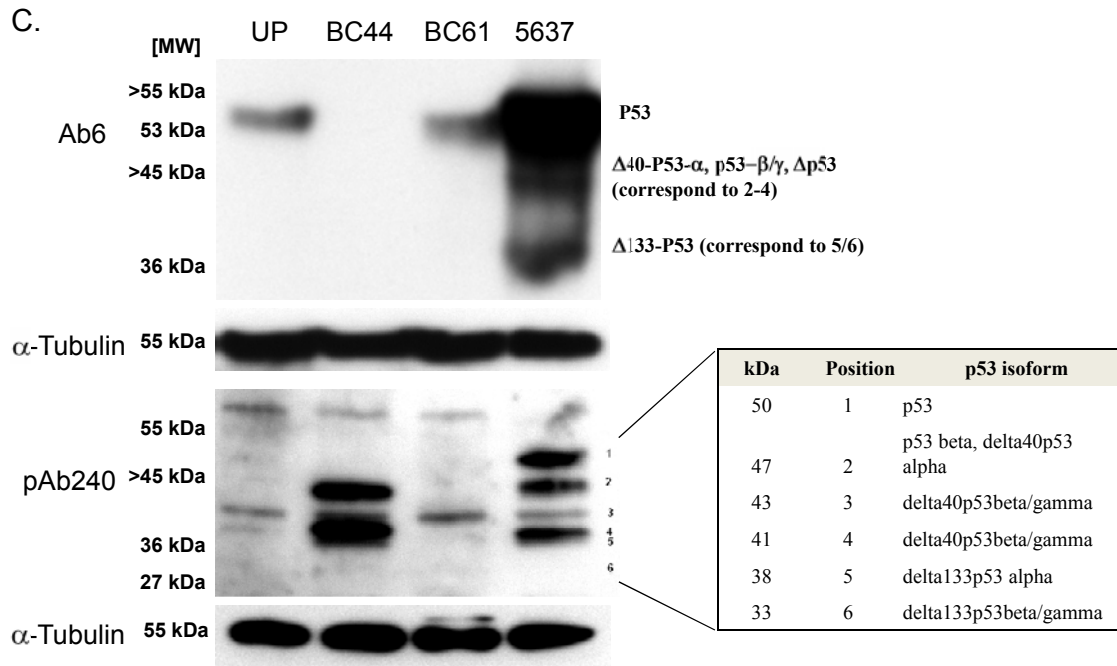 C.
[MW] UP BC44 BC61 5637
>55 kDa
Ab6 53 kDa
>45 kDa
36 kDa
P53
Δ40-P53-α, p53–β/γ, Δp53
(correspond to 2-4)
Δ133-P53 (correspond to 5/6)
α-Tubulin 55 kDa
55 kDa
pAb240 >45 kDa
36 kDa
27 kDa
1
2
3
4
5
6
α-Tubulin 55 kDa
kDa Position p53 isoform
50 1 p53
p53 beta, delta40p53
47 2 alpha
43 3 delta40p53beta/gamma
41 4 delta40p53beta/gamma
38 5 delta133p53 alpha
33 6 delta133p53beta/gamma